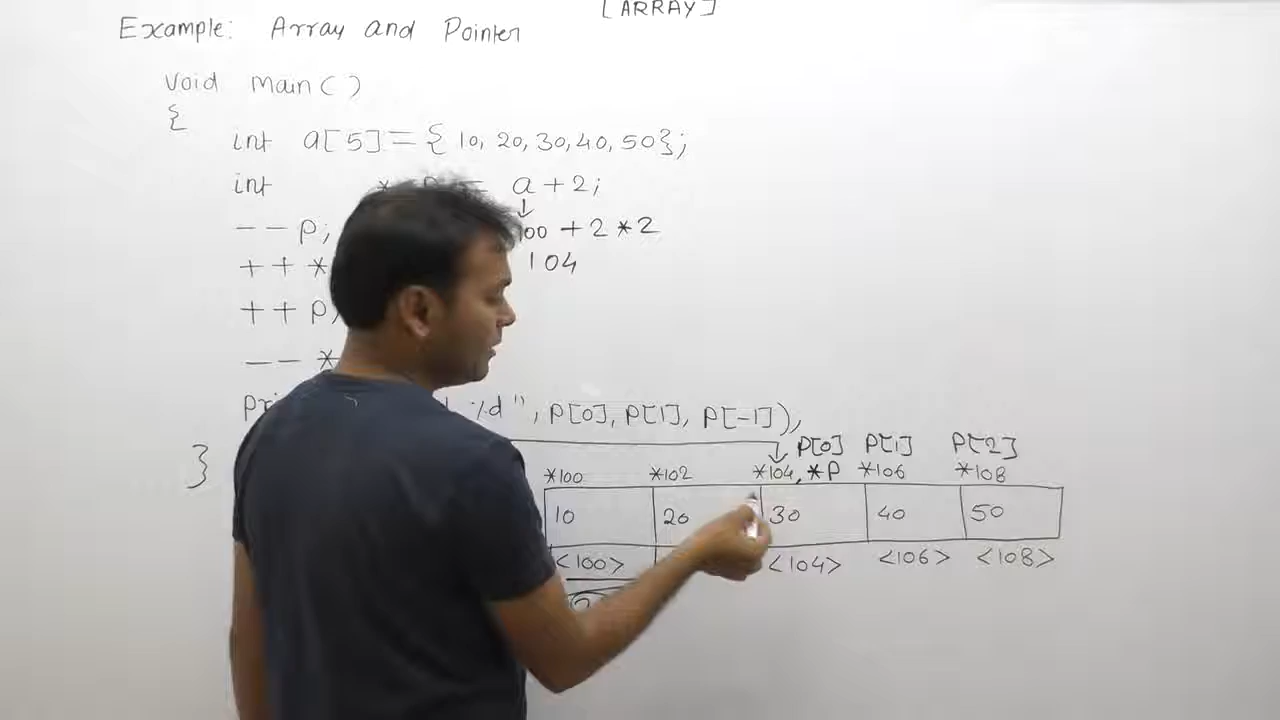 [ARRAY]
Example: Array and Pointer
void main()
{
int a[5]={10,20,30,40,50};
int * = a+2;
--p; 100+2*2
++* 104
++p
--*
%d", p[0], p[1], p[-1]);
}
p[0] p[1] p[2]
*100 *102 *104, *p *106 *108
10 20 30 40 50
<100> <104> <106> <108>